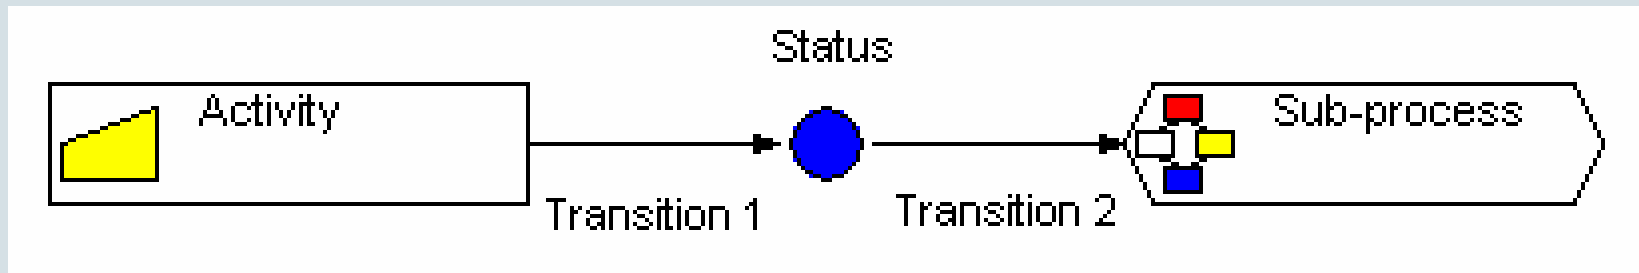 Status
Activity
Sub-process
Transition 1
Transition 2